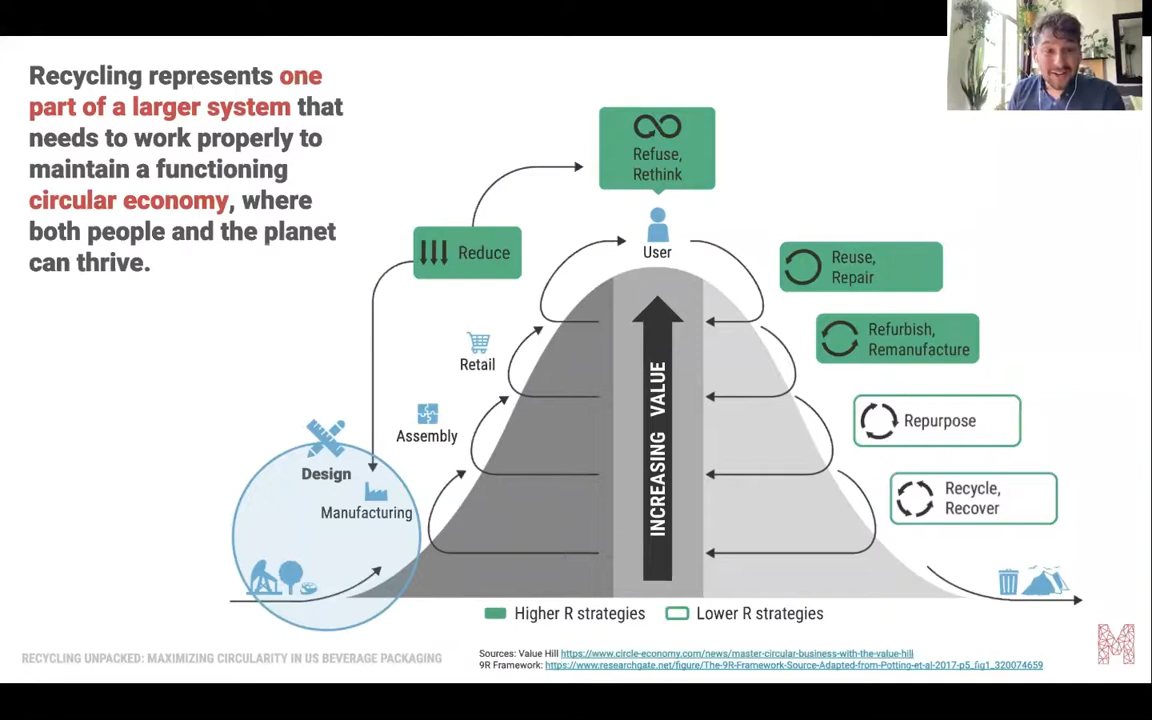 Recycling represents one
part of a larger system that
needs to work properly to
maintain a functioning
circular economy, where
both people and the planet
can thrive.
Refuse,
Rethink
User
Reduce
Reuse,
Repair
Refurbish,
Remanufacture
Retail
Assembly
Repurpose
Design
Manufacturing
Recycle,
Recover
INCREASING VALUE
Higher R strategies
Lower R strategies
RECYCLING UNPACKED: MAXIMIZING CIRCULARITY IN US BEVERAGE PACKAGING
Sources: Value Hill https://www.circle-economy.com/news/master-circular-business-with-the-value-hill
9R Framework: https://www.researchgate.net/figure/The-9R-Framework-Source-Adapted-from-Potting-et-al-2017-p5_fig1_320074659
M